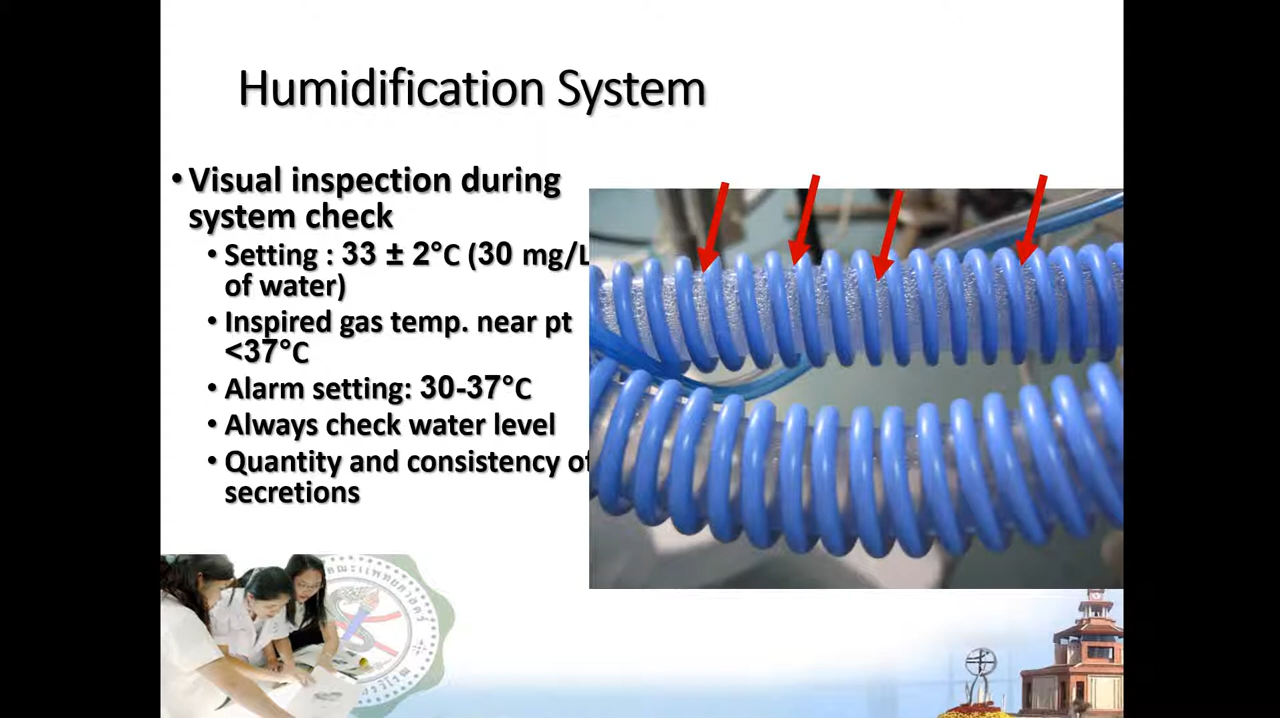 Humidification System
• Visual inspection during
system check
• Setting : 33 ± 2°C (30 mg/L
of water)
• Inspired gas temp. near pt
<37°C
• Alarm setting: 30-37°C
• Always check water level
• Quantity and consistency of
secretions